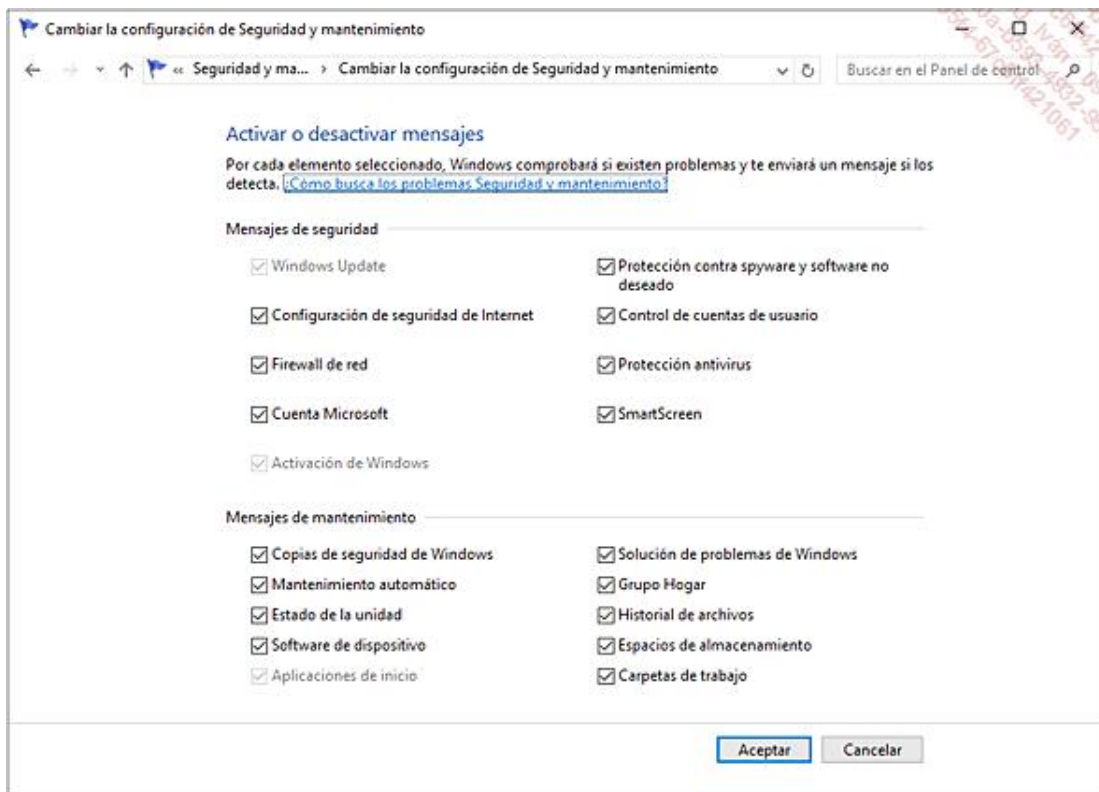 Cambiar la configuración de Seguridad y mantenimiento
« Seguridad y ma... › Cambiar la configuración de Seguridad y mantenimiento
Buscar en el Panel de control
Activar o desactivar mensajes
Por cada elemento seleccionado, Windows comprobará si existen problemas y te enviará un mensaje si los
detecta. ¿Cómo busca los problemas Seguridad y mantenimiento?
Mensajes de seguridad
Windows Update
Protección contra spyware y software no
deseado
Configuración de seguridad de Internet
Control de cuentas de usuario
Firewall de red
Protección antivirus
Cuenta Microsoft
SmartScreen
Activación de Windows
Mensajes de mantenimiento
Copias de seguridad de Windows
Solución de problemas de Windows
Mantenimiento automático
Grupo Hogar
Estado de la unidad
Historial de archivos
Software de dispositivo
Espacios de almacenamiento
Aplicaciones de inicio
Carpetas de trabajo
Aceptar
Cancelar